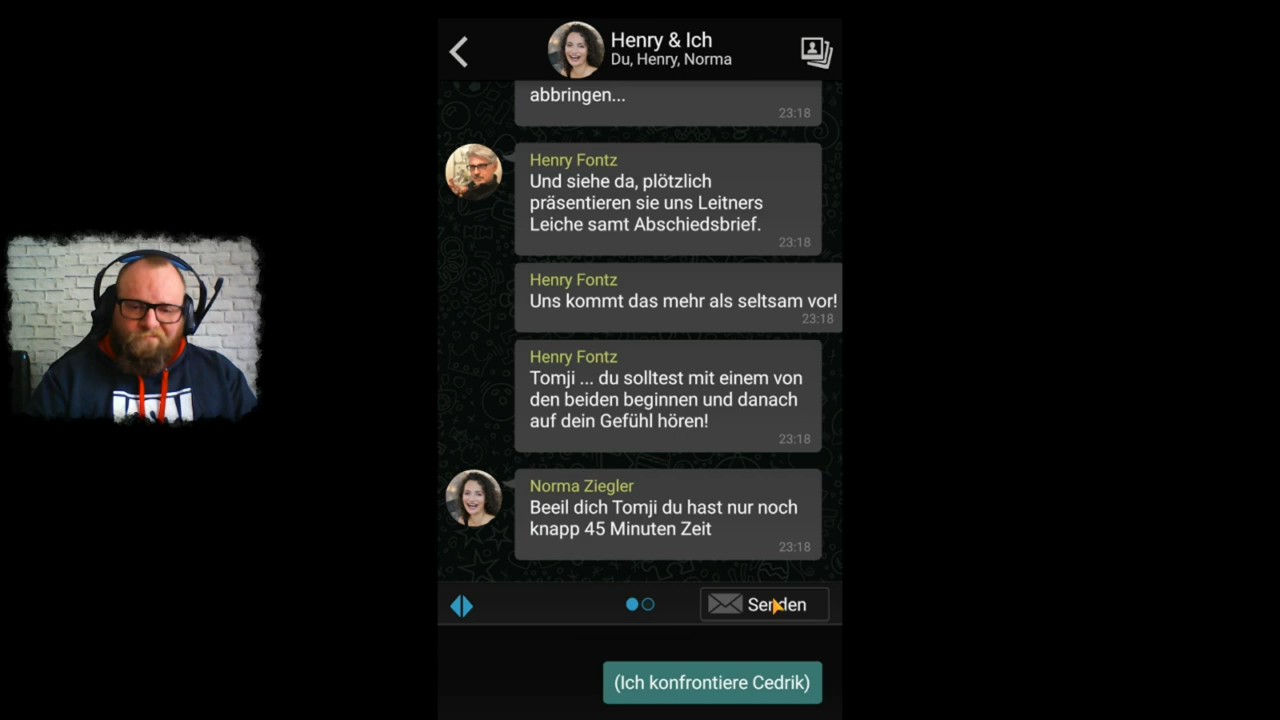 Henry & Ich
Du, Henry, Norma
abbringen...
23:18
Henry Fontz
Und siehe da, plötzlich
präsentieren sie uns Leitners
Leiche samt Abschiedsbrief.
23:18
Henry Fontz
Uns kommt das mehr als seltsam vor!
23:18
Henry Fontz
Tomji ... du solltest mit einem von
den beiden beginnen und danach
auf dein Gefühl hören!
23:18
Norma Ziegler
Beeil dich Tomji du hast nur noch
knapp 45 Minuten Zeit
23:18
Senden
(Ich konfrontiere Cedrik)